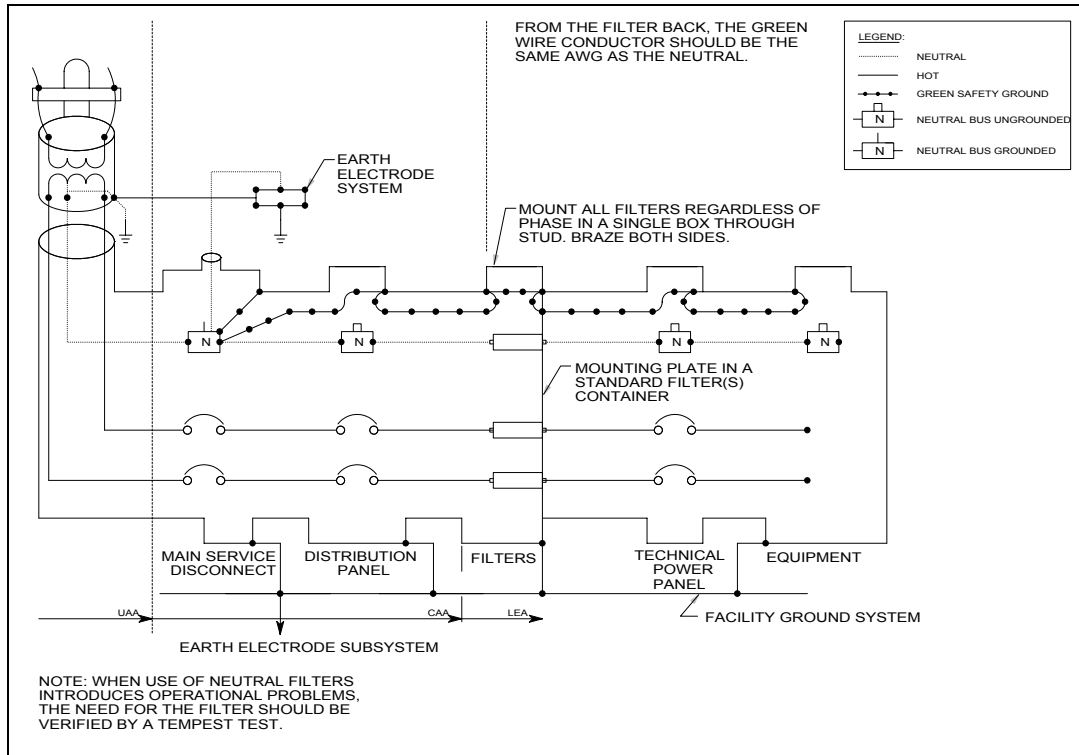 FROM THE FILTER BACK, THE GREEN
WIRE CONDUCTOR SHOULD BE THE
SAME AWG AS THE NEUTRAL.
LEGEND:
NEUTRAL
HOT
GREEN SAFETY GROUND
N NEUTRAL BUS UNGROUNDED
N NEUTRAL BUS GROUNDED
EARTH
ELECTRODE
SYSTEM
MOUNT ALL FILTERS REGARDLESS OF
PHASE IN A SINGLE BOX THROUGH
STUD. BRAZE BOTH SIDES.
N N N N
MOUNTING PLATE IN A
STANDARD FILTER(S)
CONTAINER
MAIN SERVICE
DISCONNECT
DISTRIBUTION
PANEL
FILTERS
TECHNICAL
POWER
PANEL
EQUIPMENT
UAA CAA LEA
FACILITY GROUND SYSTEM
EARTH ELECTRODE SUBSYSTEM
NOTE: WHEN USE OF NEUTRAL FILTERS
INTRODUCES OPERATIONAL PROBLEMS,
THE NEED FOR THE FILTER SHOULD BE
VERIFIED BY A TEMPEST TEST.